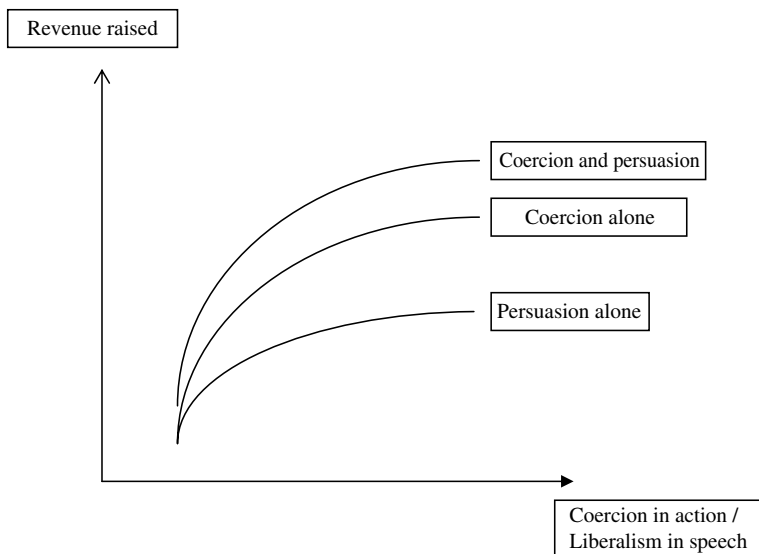 Revenue raised
Coercion and persuasion
Coercion alone
Persuasion alone
Coercion in action /
Liberalism in speech